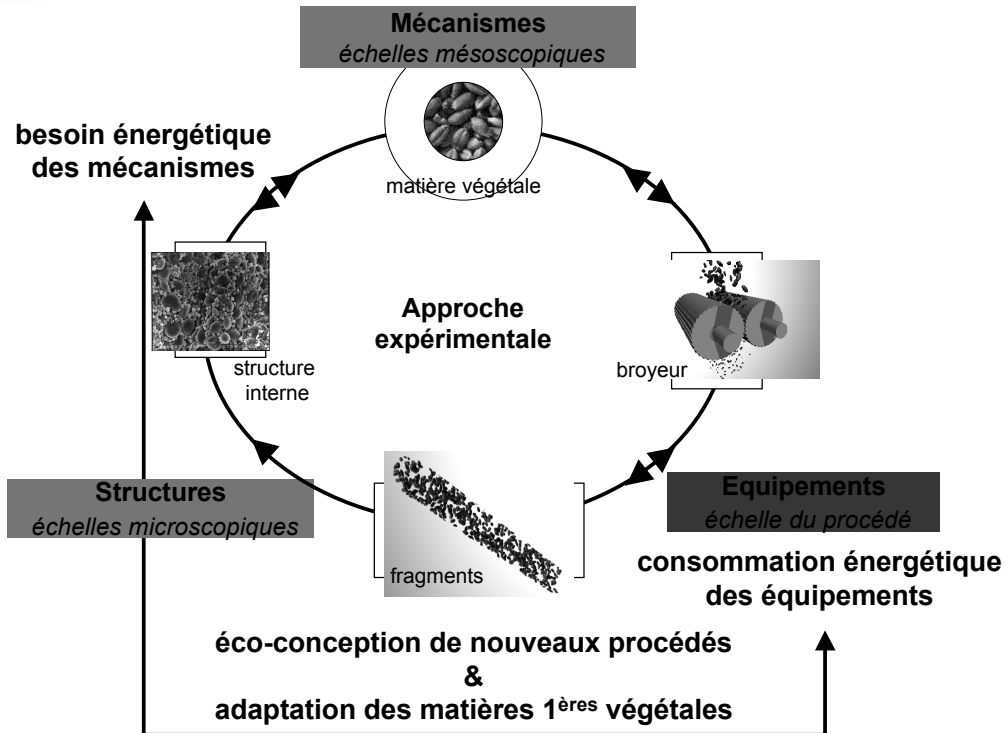 Mécanismes
échelles mésoscopiques
besoin énergétique
des mécanismes
matière végétale
Approche
expérimentale
structure
interne
broyeur
Structures
échelles microscopiques
Equipements
échelle du procédé
fragments
consommation énergétique
des équipements
éco-conception de nouveaux procédés
&
adaptation des matières 1ères végétales